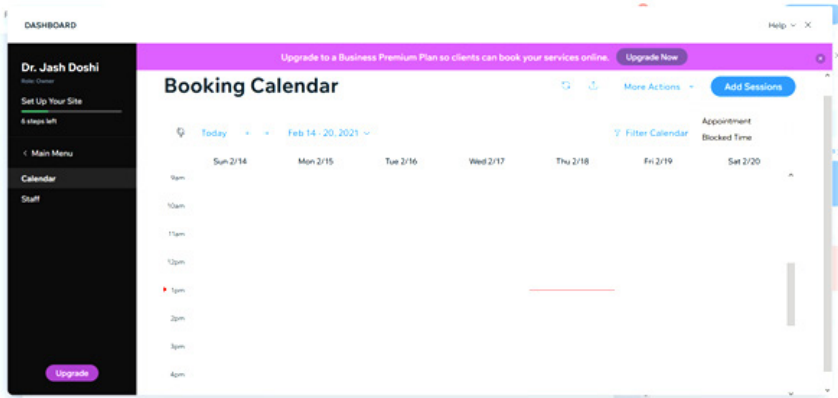 DASHBOARD
Help
Upgrade to a Business Premium Plan so clients can book your services online. Upgrade Now
Dr. Jash Doshi
Role: Owner
Set Up Your Site
6 steps left
< Main Menu
Calendar
Staff
Upgrade
Booking Calendar
More Actions
Add Sessions
Appointment
Blocked Time
Today
Feb 14 - 20, 2021
Filter Calendar
Sun 2/14 Mon 2/15 Tue 2/16 Wed 2/17 Thu 2/18 Fri 2/19 Sat 2/20
9am
10am
11am
12pm
1pm
2pm
3pm
4pm